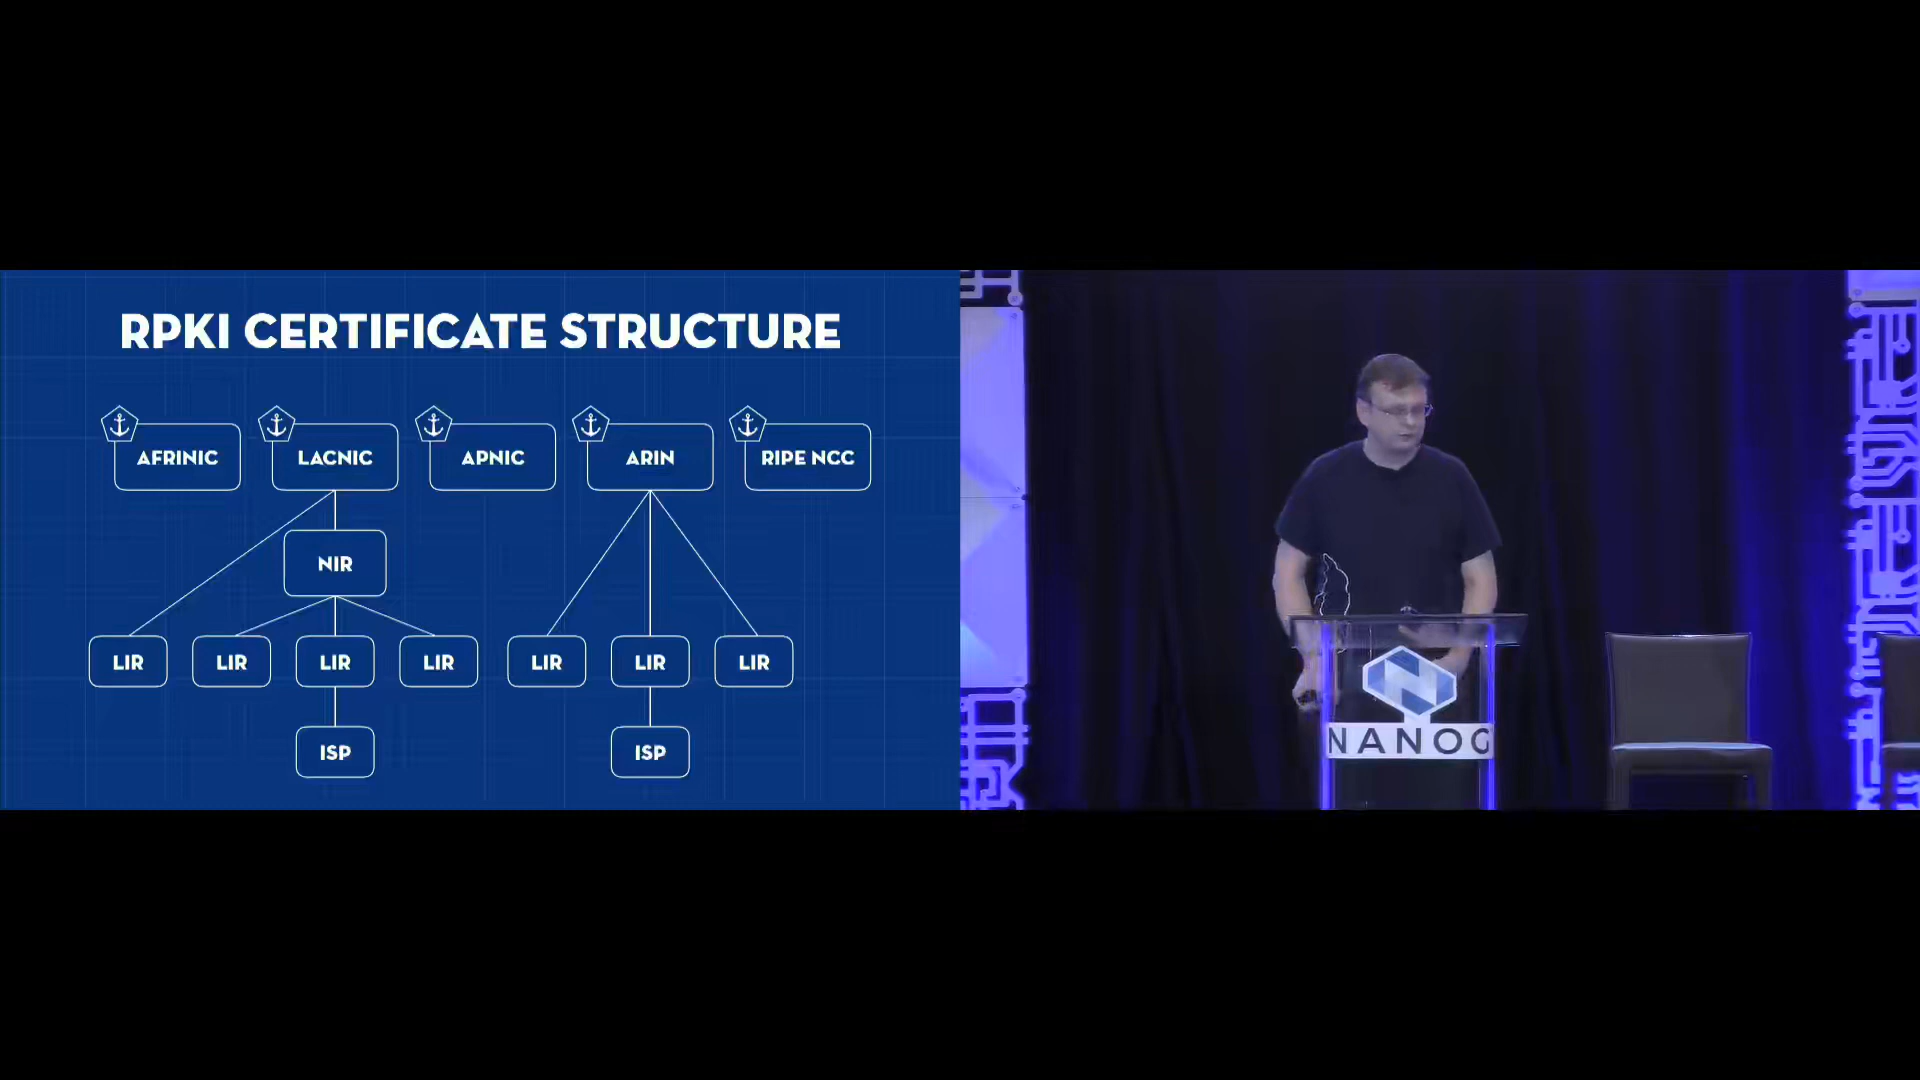 RPKI CERTIFICATE STRUCTURE
AFRINIC LACNIC APNIC ARIN RIPE NCC
NIR
LIR LIR LIR LIR LIR LIR LIR
ISP ISP
NANOG